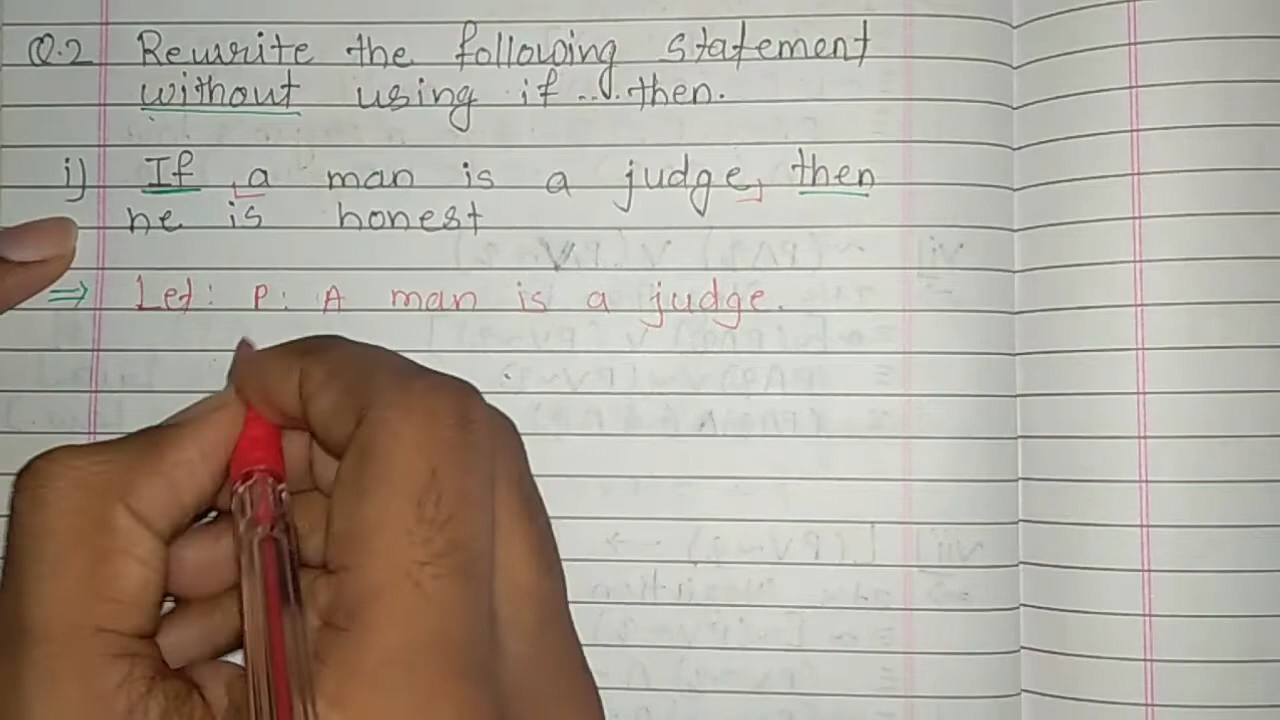 Q.2 Rewrite the following statement
without using if ... then.
i) If a man is a judge, then
he is honest
⇒ Let: P: A man is a judge.